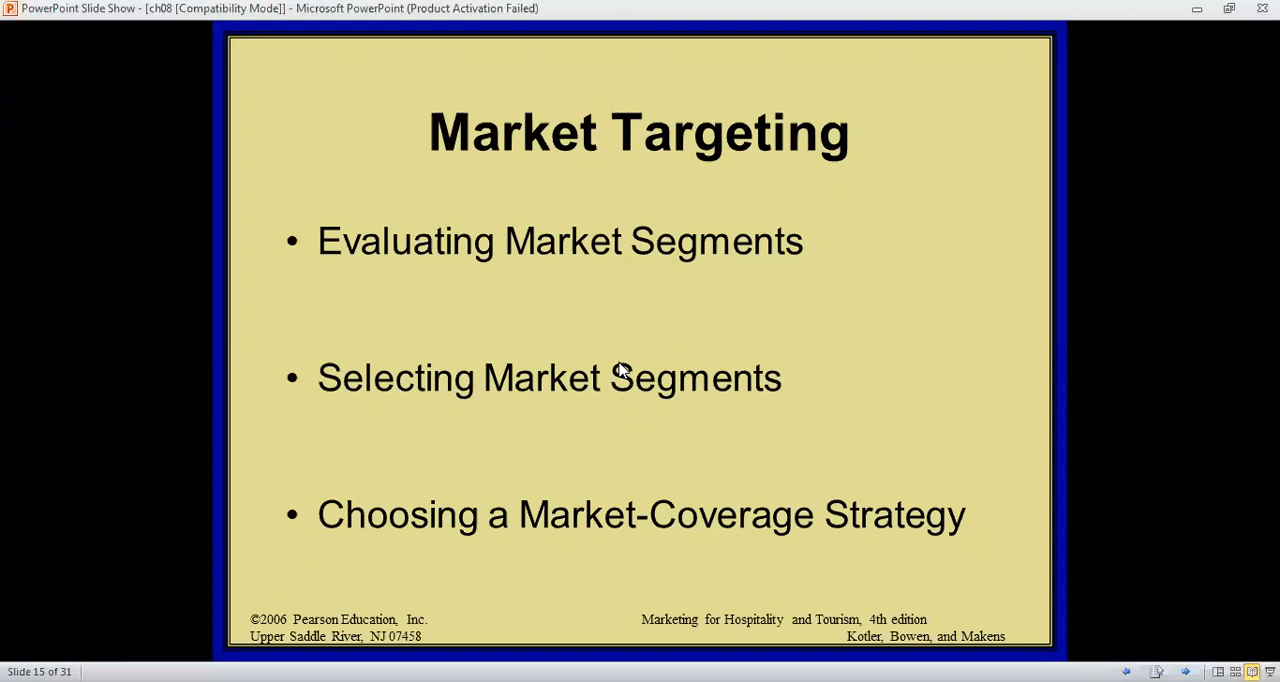 PowerPoint Slide Show - [ch08 [Compatibility Mode]] - Microsoft PowerPoint (Product Activation Failed)
Market Targeting
• Evaluating Market Segments
• Selecting Market Segments
• Choosing a Market-Coverage Strategy
©2006 Pearson Education, Inc. Marketing for Hospitality and Tourism, 4th edition
Upper Saddle River, NJ 07458 Kotler, Bowen, and Makens
Slide 15 of 31